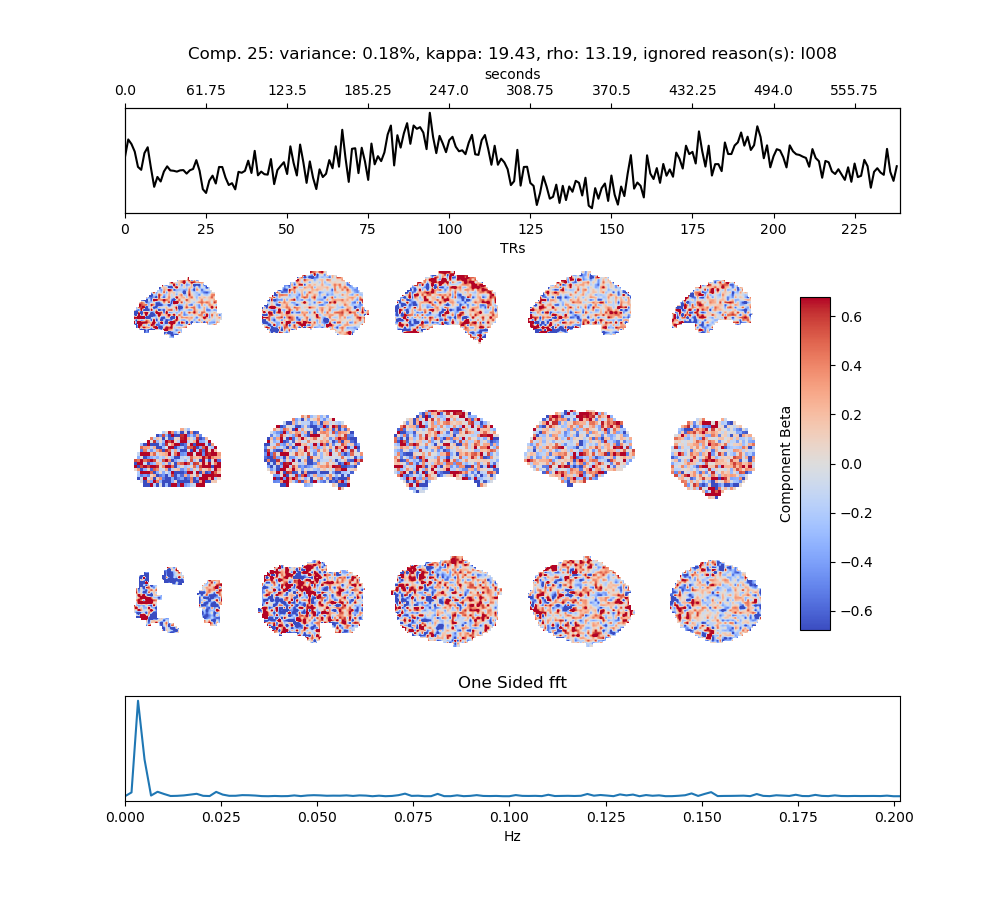 Comp. 25: variance: 0.18%, kappa: 19.43, rho: 13.19, ignored reason(s): I008
seconds
0.0 61.75 123.5 185.25 247.0 308.75 370.5 432.25 494.0 555.75
0 25 50 75 100 125 150 175 200 225
TRs
0.6
0.4
0.2
0.0
−0.2
−0.4
−0.6
Component Beta
One Sided fft
0.000 0.025 0.050 0.075 0.100 0.125 0.150 0.175 0.200
Hz